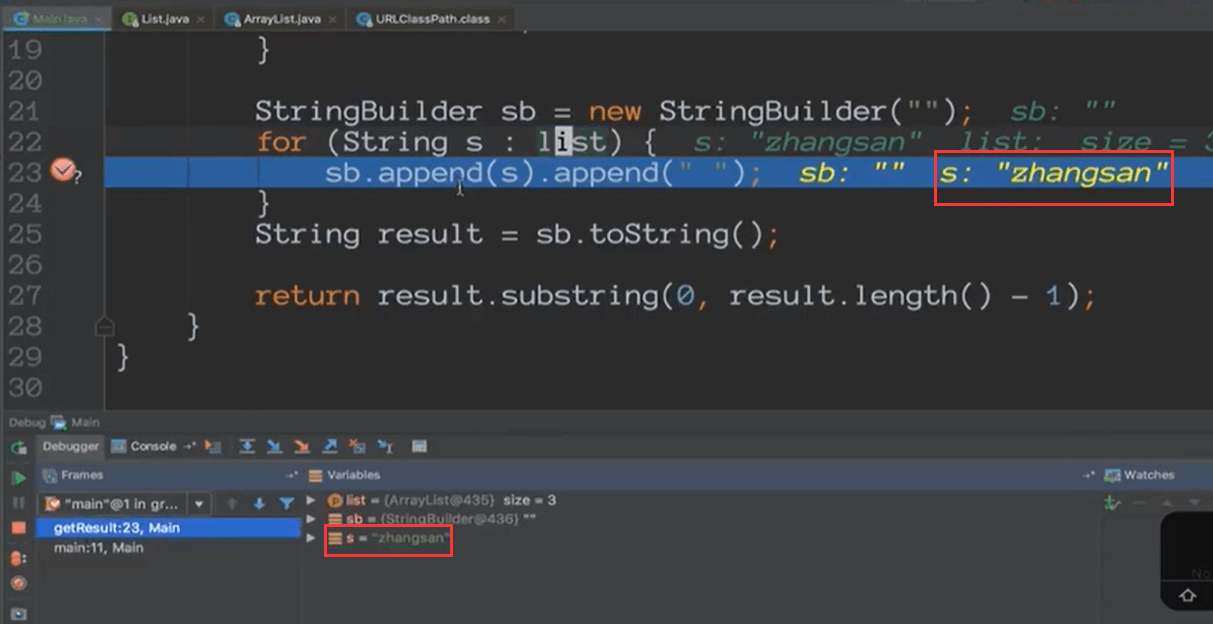 Main.java × List.java × ArrayList.java × URLClassPath.class ×
19 }
20
21 StringBuilder sb = new StringBuilder(""); sb: ""
22 for (String s : list) { s: "zhangsan" list: size = 3
23 sb.append(s).append(" "); sb: "" s: "zhangsan"
24 }
25 String result = sb.toString();
26
27 return result.substring(0, result.length() - 1);
28 }
29 }
30
Debug Main
Debugger Console
Frames Variables Watches
"main"@1 in gr... list = {ArrayList@435} size = 3
getResult:23, Main sb = {StringBuilder@436} ""
main:11, Main s = "zhangsan"